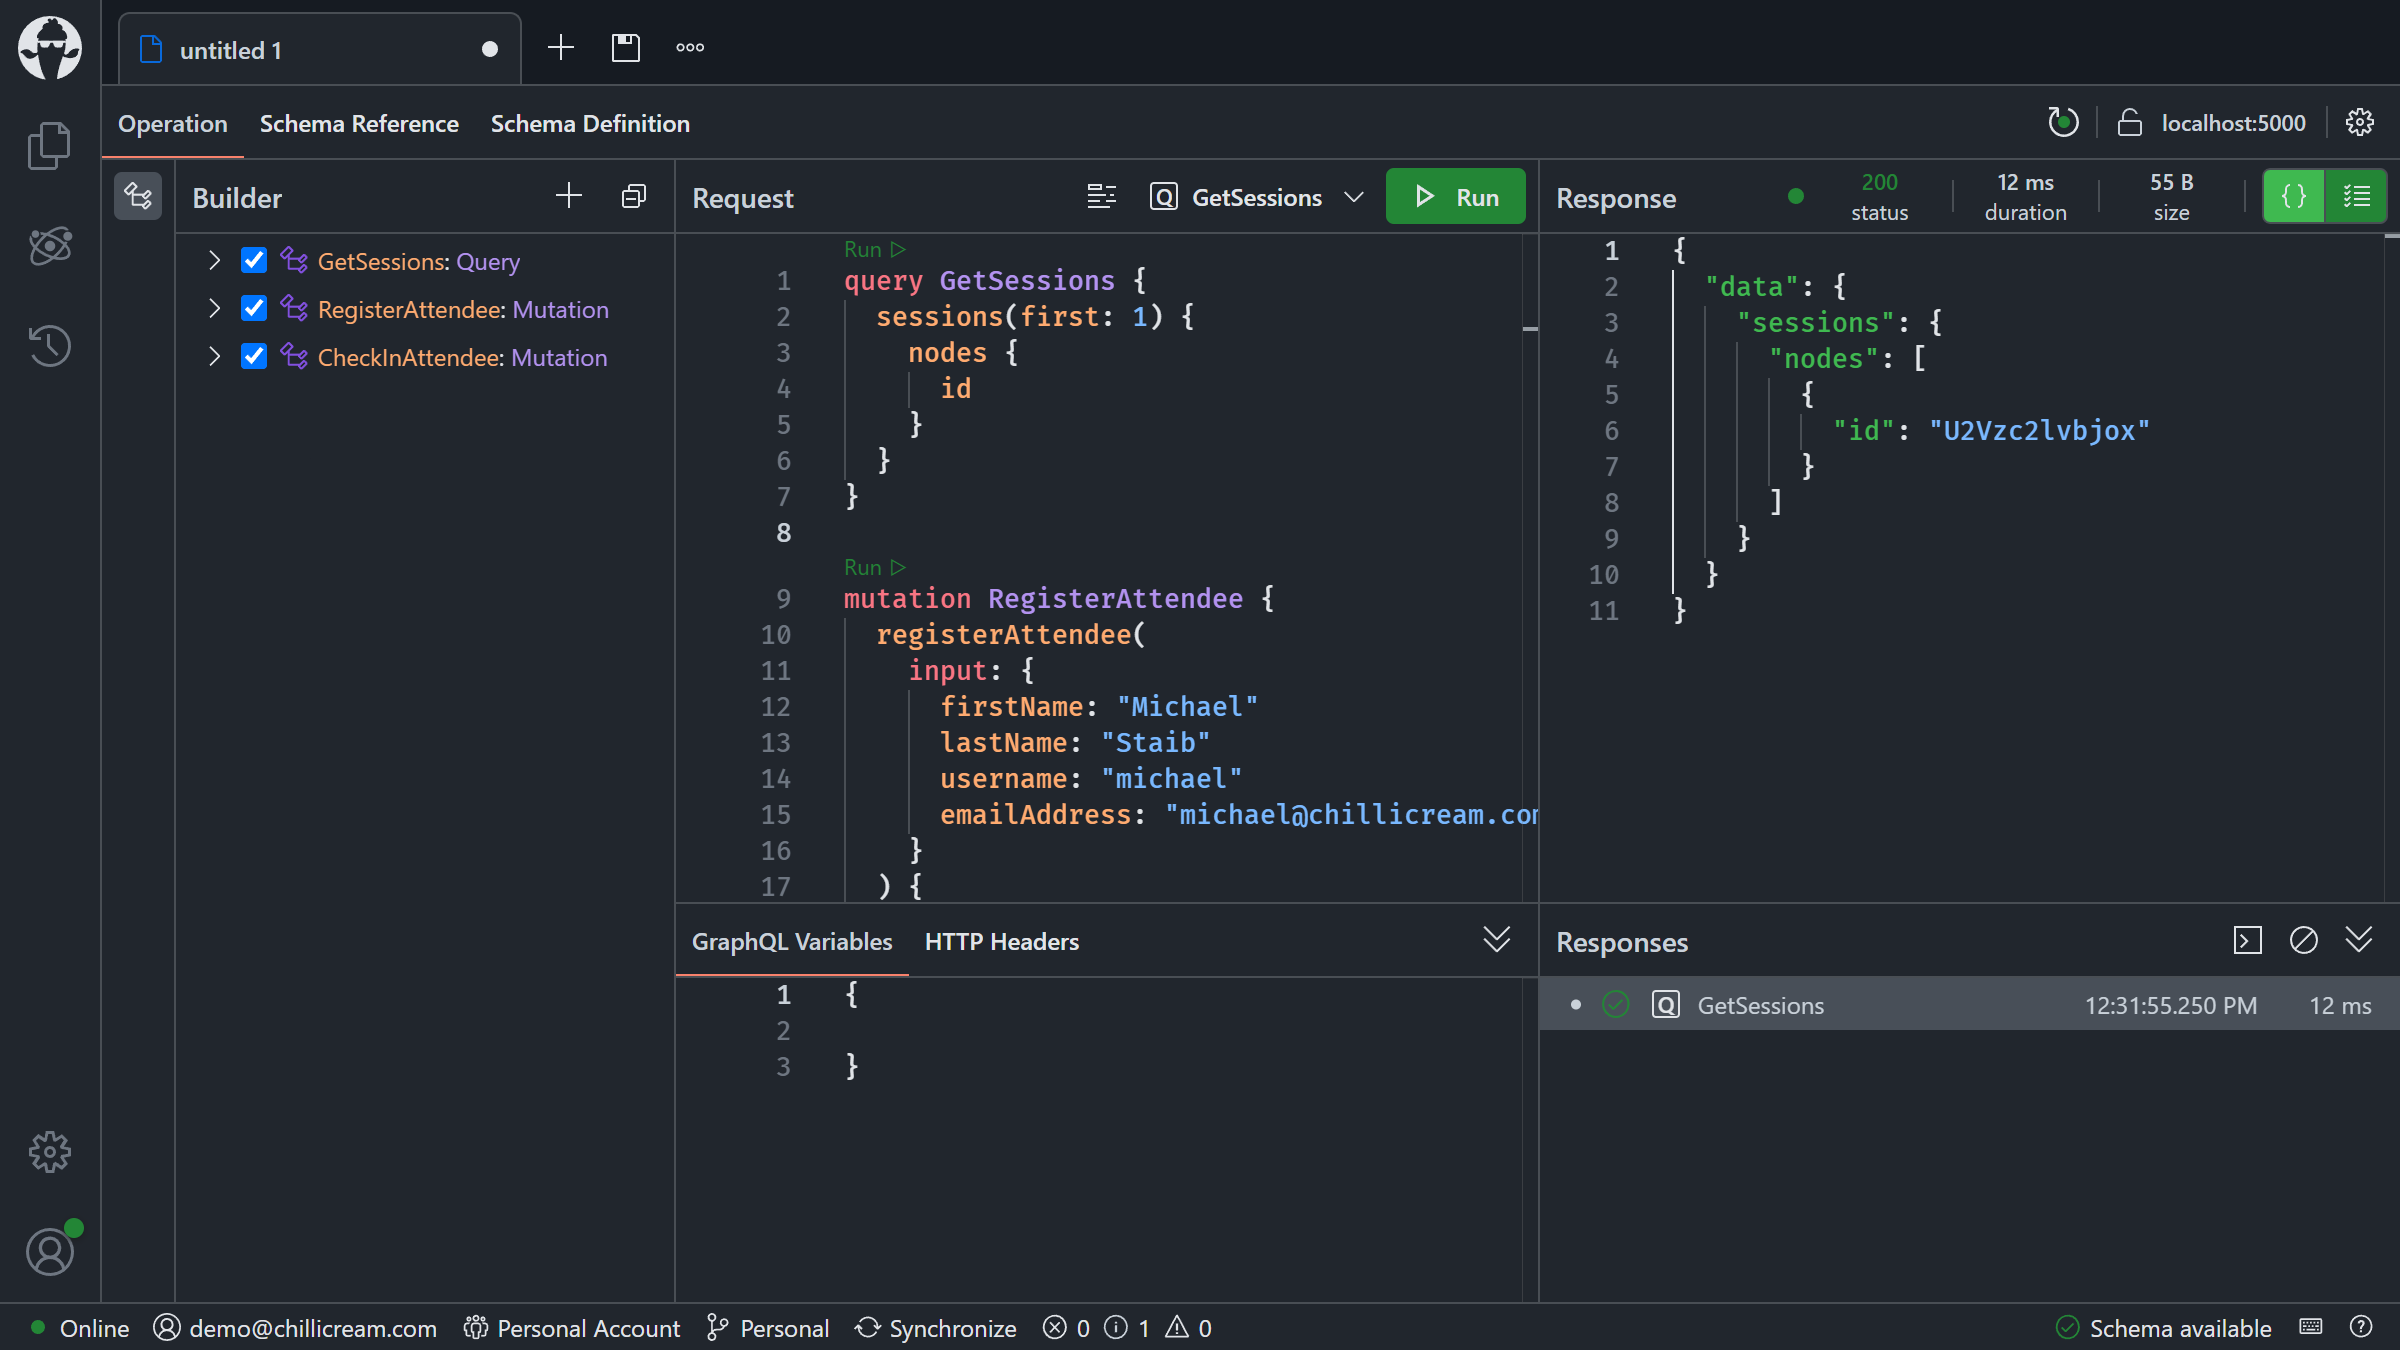 untitled 1
Operation Schema Reference Schema Definition
localhost:5000
Builder
GetSessions: Query
RegisterAttendee: Mutation
CheckInAttendee: Mutation
Request
Q GetSessions
Run
Run
1 query GetSessions {
2 sessions(first: 1) {
3 nodes {
4 id
5 }
6 }
7 }
8
Run
9 mutation RegisterAttendee {
10 registerAttendee(
11 input: {
12 firstName: "Michael"
13 lastName: "Staib"
14 username: "michael"
15 emailAddress: "michael@chillicream.com
16 }
17 ) {
GraphQL Variables HTTP Headers
1 {
2
3 }
Response
200 status
12 ms duration
55 B size
{}
1 {
2 "data": {
3 "sessions": {
4 "nodes": [
5 {
6 "id": "U2Vzc2lvbjox"
7 }
8 ]
9 }
10 }
11 }
Responses
Q GetSessions 12:31:55.250 PM 12 ms
Online demo@chillicream.com Personal Account Personal Synchronize 0 1 0
Schema available